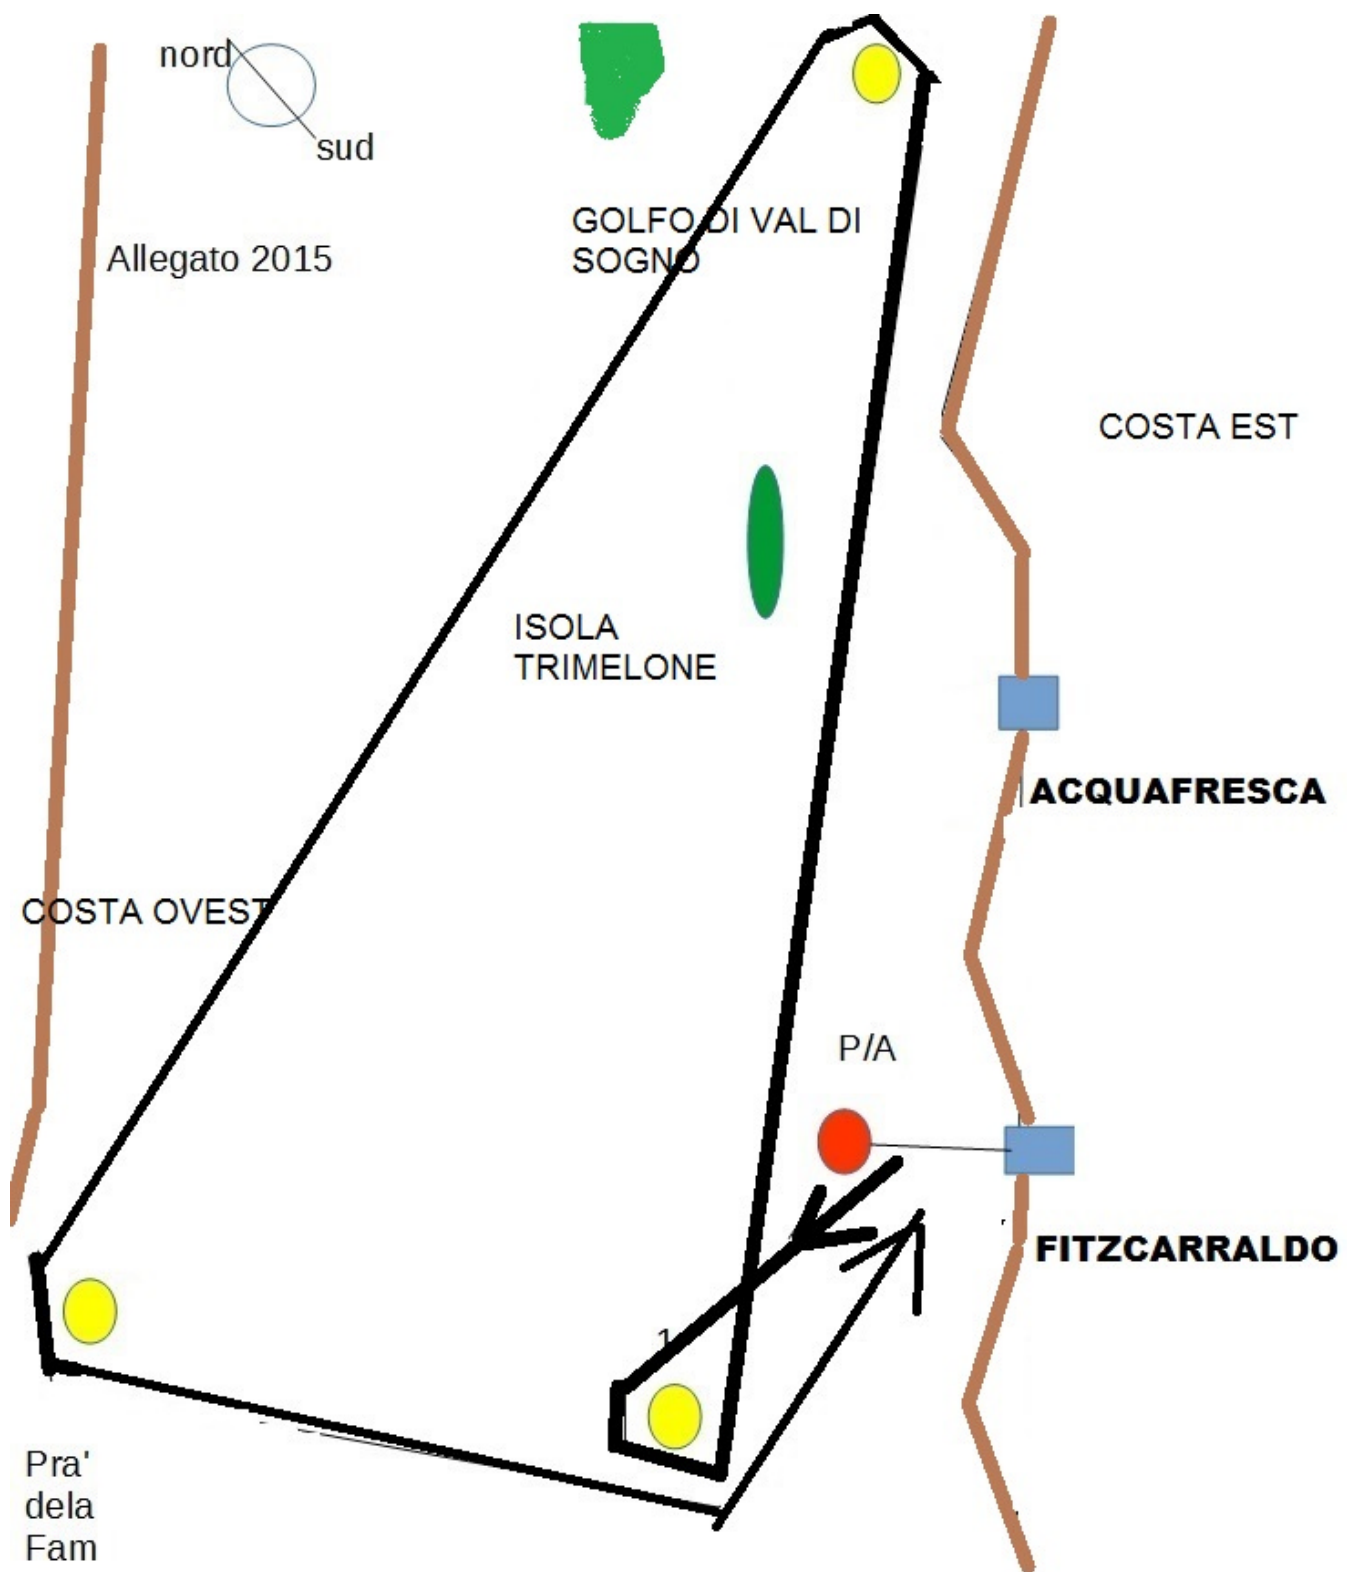 nord
sud
Allegato 2015
GOLFO DI VAL DI
SOGNO
COSTA EST
ISOLA
TRIMELONE
ACQUAFRESCA
COSTA OVEST
P/A
FITZCARRALDO
1
Pra'
dela
Fam